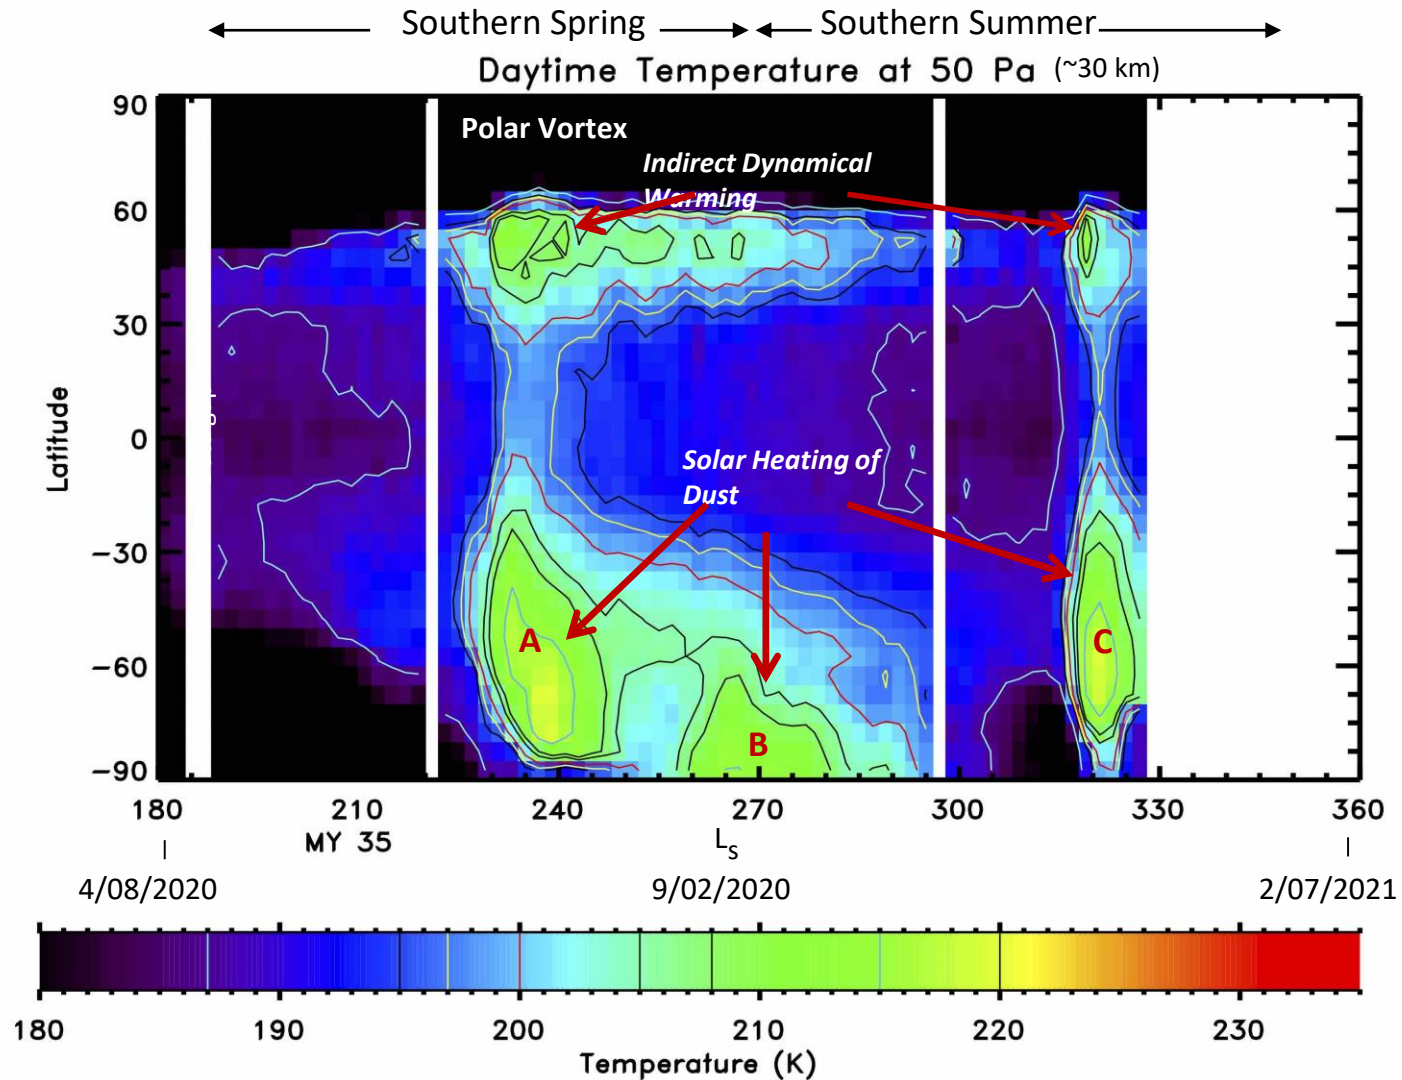 Southern Spring Southern Summer
Daytime Temperature at 50 Pa (~30 km)
Polar Vortex
Indirect Dynamical
Warming
Solar Heating of
Dust
A
B
C
Latitude
90
60
30
0
−30
−60
−90
180 210 240 270 300 330 360
MY 35
Ls
4/08/2020 9/02/2020 2/07/2021
180 190 200 210 220 230
Temperature (K)